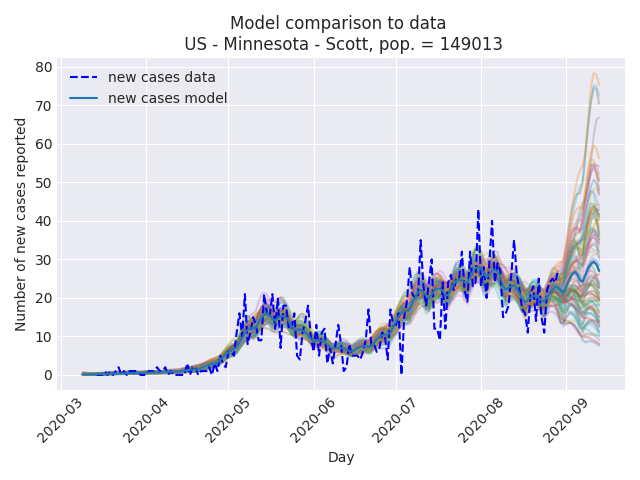 Model comparison to data
US - Minnesota - Scott, pop. = 149013
new cases data
new cases model
Number of new cases reported
80
70
60
50
40
30
20
10
0
2020-03
2020-04
2020-05
2020-06
2020-07
2020-08
2020-09
Day